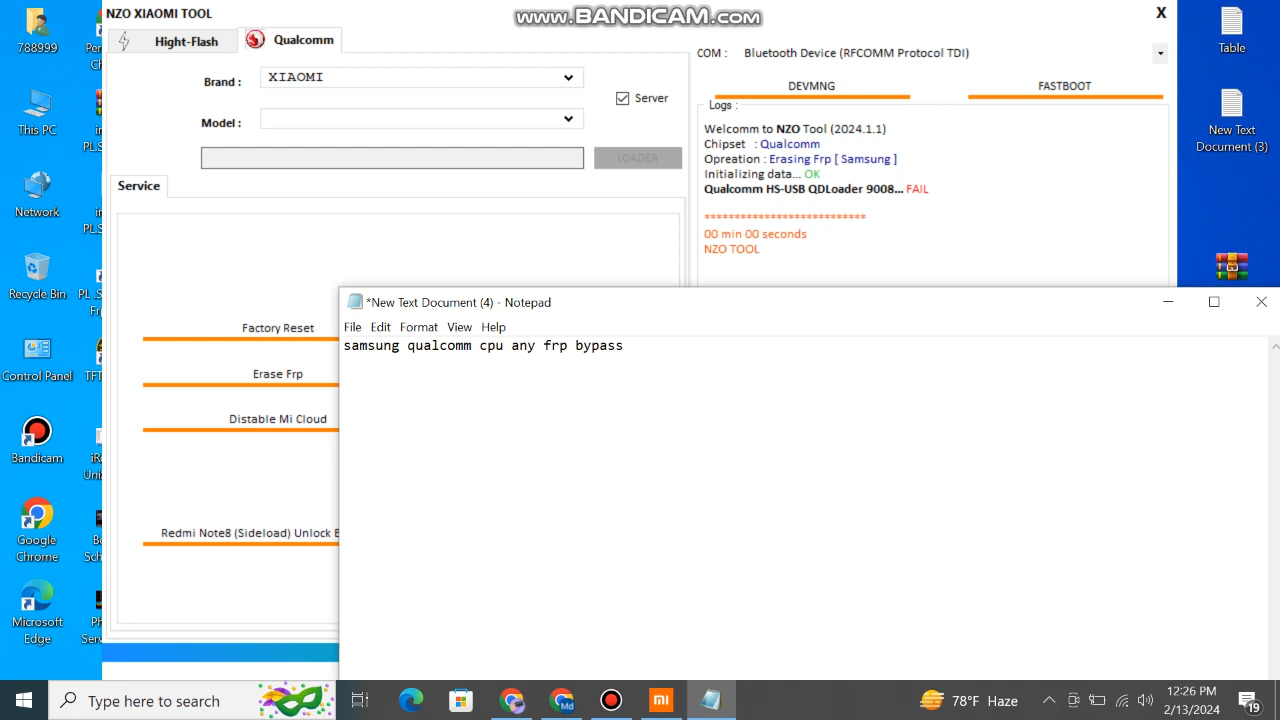 www.BANDICAM.com
788999
This PC
Network
Recycle Bin
Control Panel
Bandicam
Google
Chrome
Microsoft
Edge
NZO XIAOMI TOOL
X
Hight-Flash
Qualcomm
Brand :
XIAOMI
Model :
Server
LOADER
Service
Factory Reset
Erase Frp
Distable Mi Cloud
Redmi Note8 (Sideload) Unlock
COM :
Bluetooth Device (RFCOMM Protocol TDI)
DEVMNG
FASTBOOT
Logs :
Welcomm to NZO Tool (2024.1.1)
Chipset : Qualcomm
Opreation : Erasing Frp [ Samsung ]
Initializing data... OK
Qualcomm HS-USB QDLoader 9008... FAIL
***************************
00 min 00 seconds
NZO TOOL
Table
New Text
Document (3)
*New Text Document (4) - Notepad
File Edit Format View Help
samsung qualcomm cpu any frp bypass
Type here to search
78°F Haze
12:26 PM
2/13/2024
19